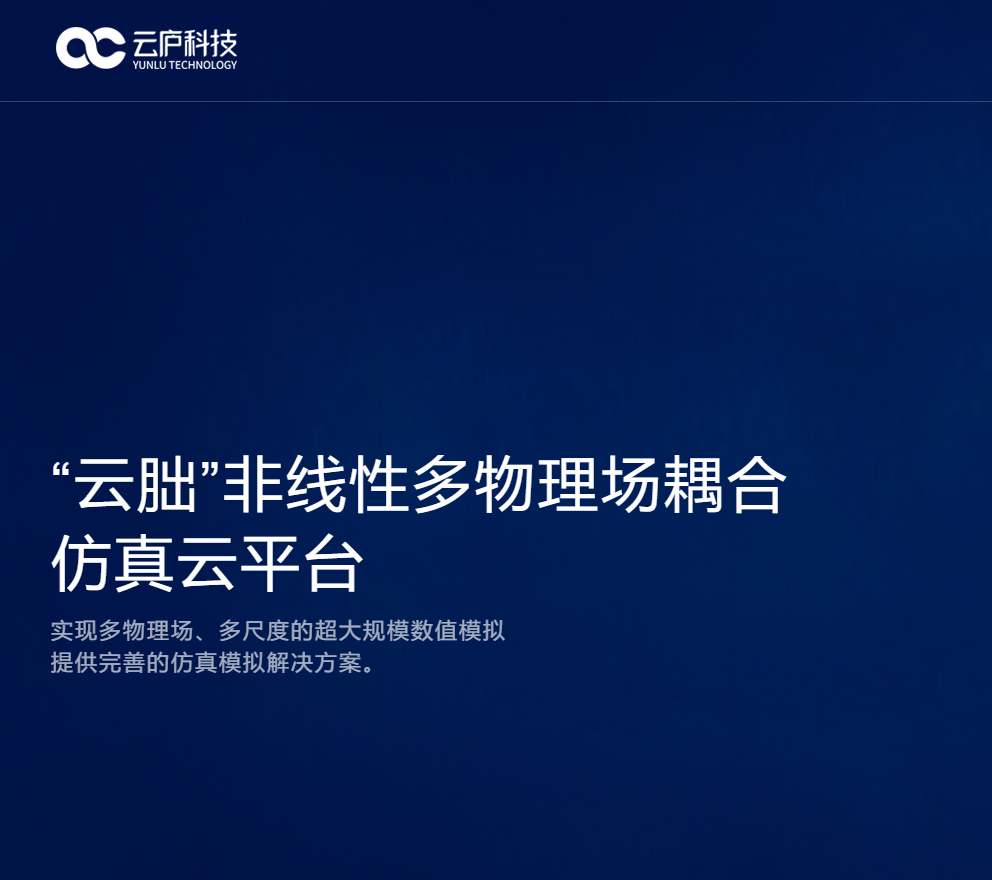 云庐科技
YUNLU TECHNOLOGY
“云朏”非线性多物理场耦合
仿真云平台
实现多物理场、多尺度的超大规模数值模拟
提供完善的仿真模拟解决方案。